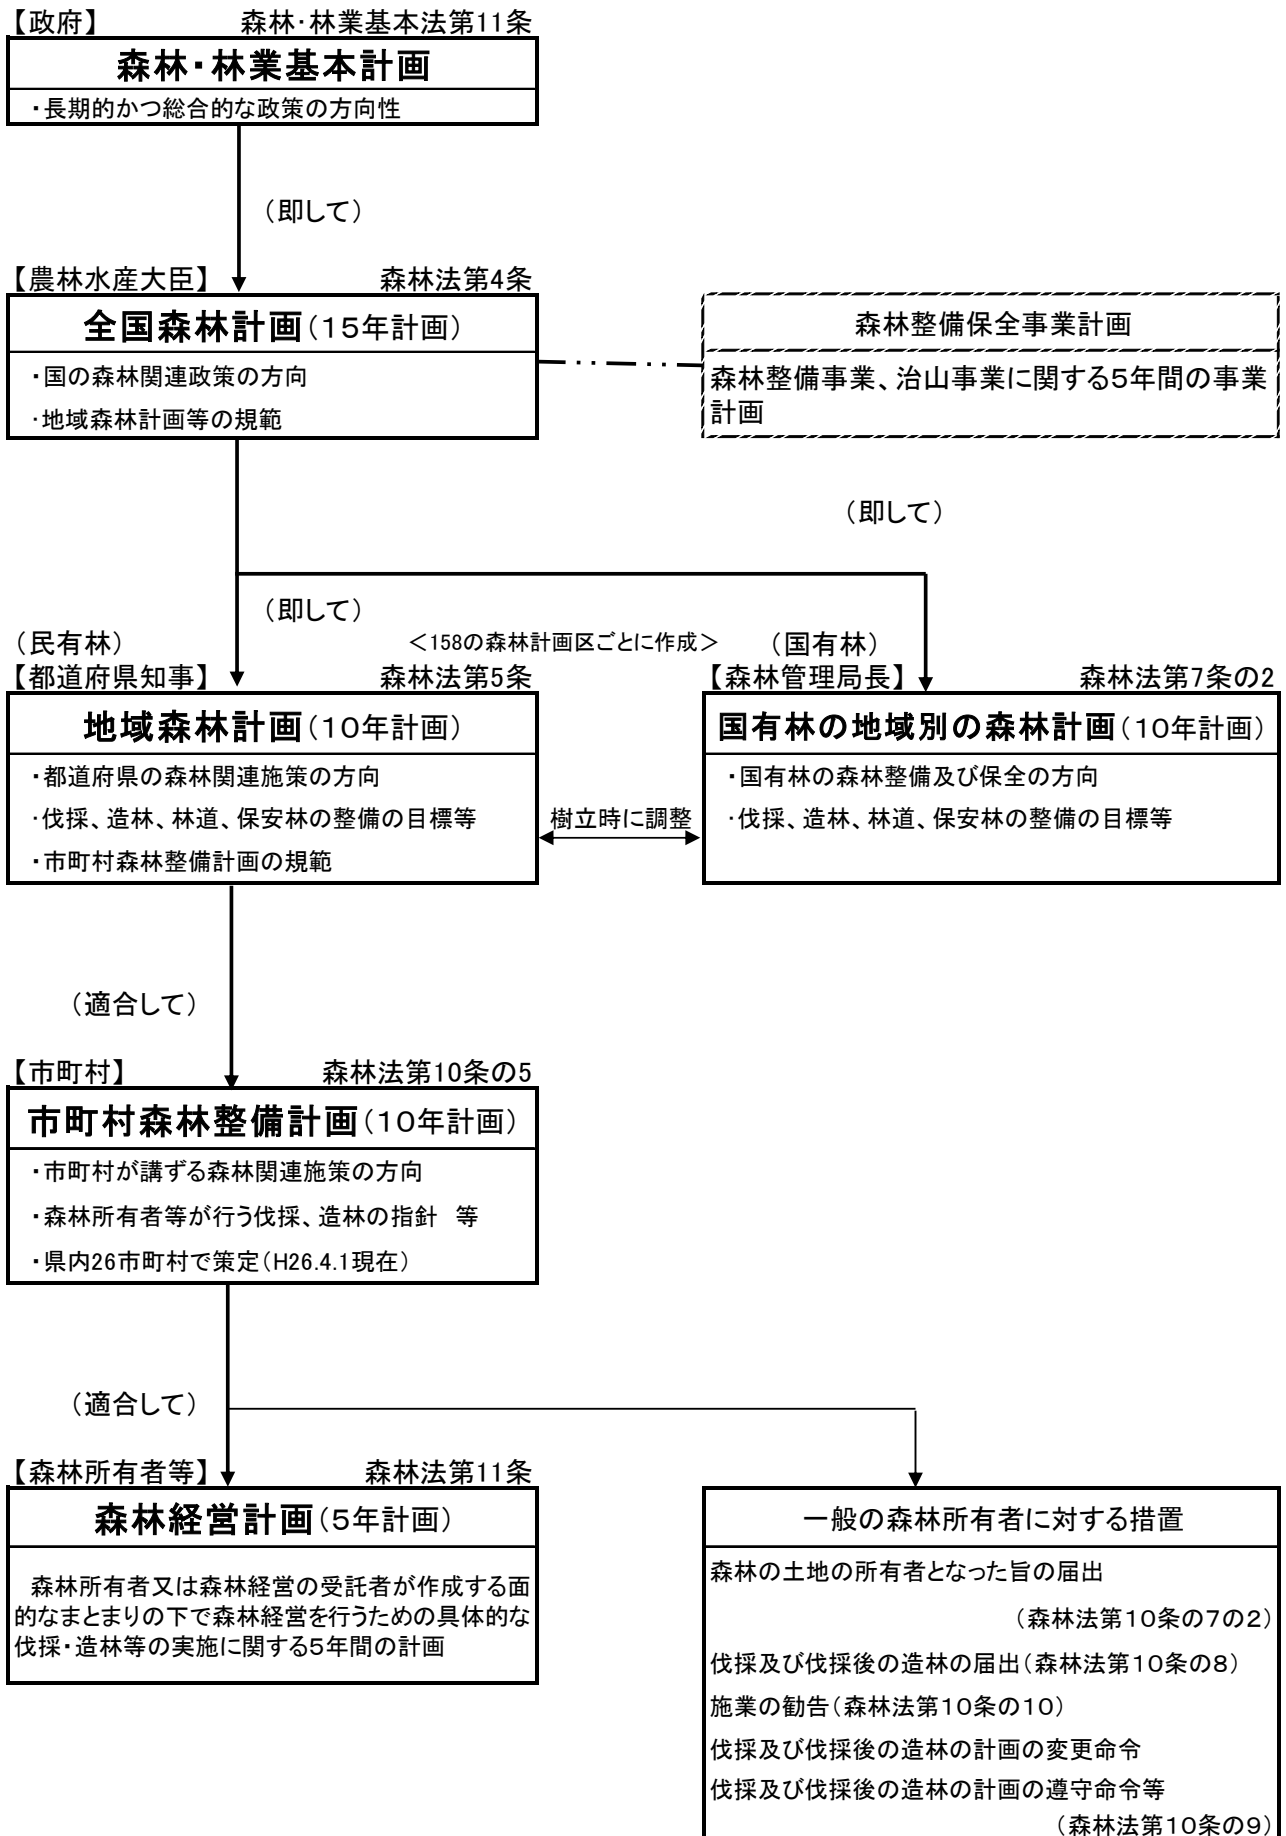 【政府】 森林・林業基本法第11条
森林・林業基本計画
・長期的かつ総合的な政策の方向性
（即して）
【農林水産大臣】 森林法第4条
全国森林計画（15年計画）
・国の森林関連政策の方向
・地域森林計画等の規範
森林整備保全事業計画
森林整備事業、治山事業に関する5年間の事業
計画
（即して）
（即して）
（民有林） ＜158の森林計画区ごとに作成＞ （国有林）
【都道府県知事】 森林法第5条
地域森林計画（10年計画）
・都道府県の森林関連施策の方向
・伐採、造林、林道、保安林の整備の目標等
・市町村森林整備計画の規範
樹立時に調整
【森林管理局長】 森林法第7条の2
国有林の地域別の森林計画（10年計画）
・国有林の森林整備及び保全の方向
・伐採、造林、林道、保安林の整備の目標等
（適合して）
【市町村】 森林法第10条の5
市町村森林整備計画（10年計画）
・市町村が講ずる森林関連施策の方向
・森林所有者等が行う伐採、造林の指針　等
・県内26市町村で策定（H26.4.1現在）
（適合して）
【森林所有者等】 森林法第11条
森林経営計画（5年計画）
森林所有者又は森林経営の受託者が作成する面
的なまとまりの下で森林経営を行うための具体的な
伐採・造林等の実施に関する5年間の計画
一般の森林所有者に対する措置
森林の土地の所有者となった旨の届出
（森林法第10条の7の2）
伐採及び伐採後の造林の届出（森林法第10条の8）
施業の勧告（森林法第10条の10）
伐採及び伐採後の造林の計画の変更命令
伐採及び伐採後の造林の計画の遵守命令等
（森林法第10条の9）